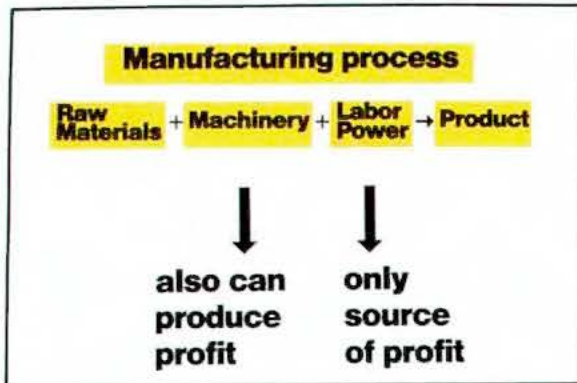 Manufacturing process
Raw Materials + Machinery + Labor Power → Product
also can only
produce source
profit of profit